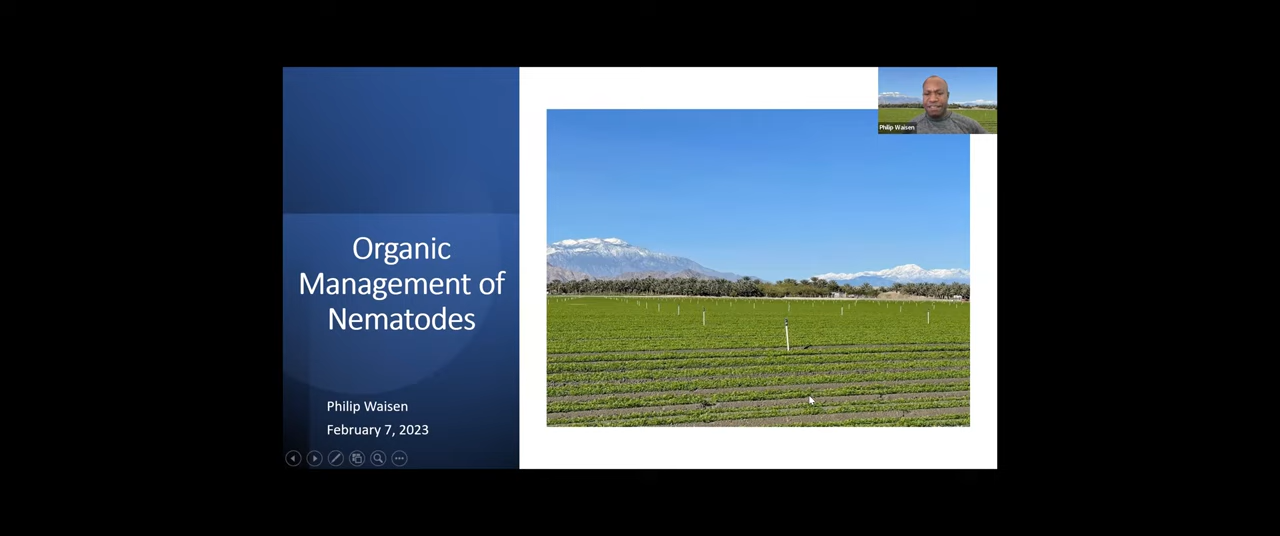 Organic
Management of
Nematodes
Philip Waisen
February 7, 2023
Philip Waisen